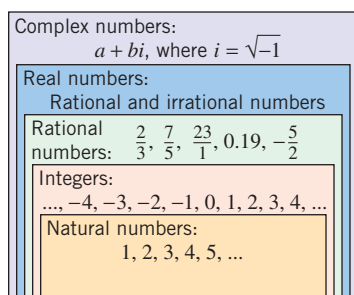 Complex numbers:
a + bi, where i = √−1
Real numbers:
Rational and irrational numbers
Rational numbers: 2/3, 7/5, 23/1, 0.19, −5/2
Integers:
..., −4, −3, −2, −1, 0, 1, 2, 3, 4, ...
Natural numbers:
1, 2, 3, 4, 5, ...